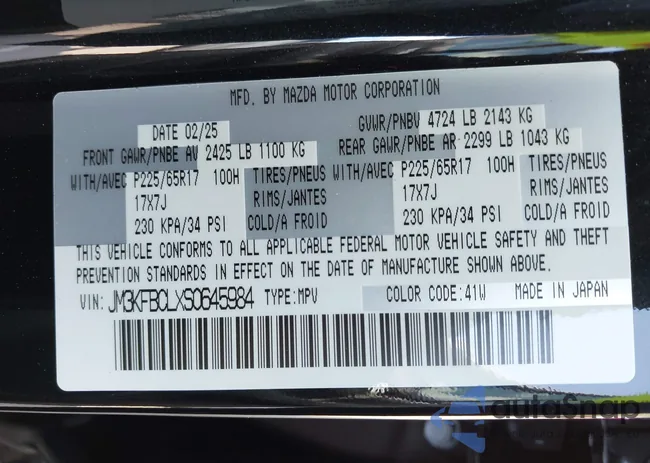 MFD. BY MAZDA MOTOR CORPORATION
DATE 02/25 GVWR/PNBV 4724 LB 2143 KG
FRONT GAWR/PNBE AV 2425 LB 1100 KG REAR GAWR/PNBE AR 2299 LB 1043 KG
WITH/AVEC P225/65R17 100H TIRES/PNEUS WITH/AVEC P225/65R17 100H TIRES/PNEUS
17X7J RIMS/JANTES 17X7J RIMS/JANTES
230 KPA/34 PSI COLD/A FROID 230 KPA/34 PSI COLD/A FROID
THIS VEHICLE CONFORMS TO ALL APPLICABLE FEDERAL MOTOR VEHICLE SAFETY AND THEFT
PREVENTION STANDARDS IN EFFECT ON THE DATE OF MANUFACTURE SHOWN ABOVE.
VIN: JM3KFBCLXS0645984 TYPE:MPV COLOR CODE:41W MADE IN JAPAN
autoSnap